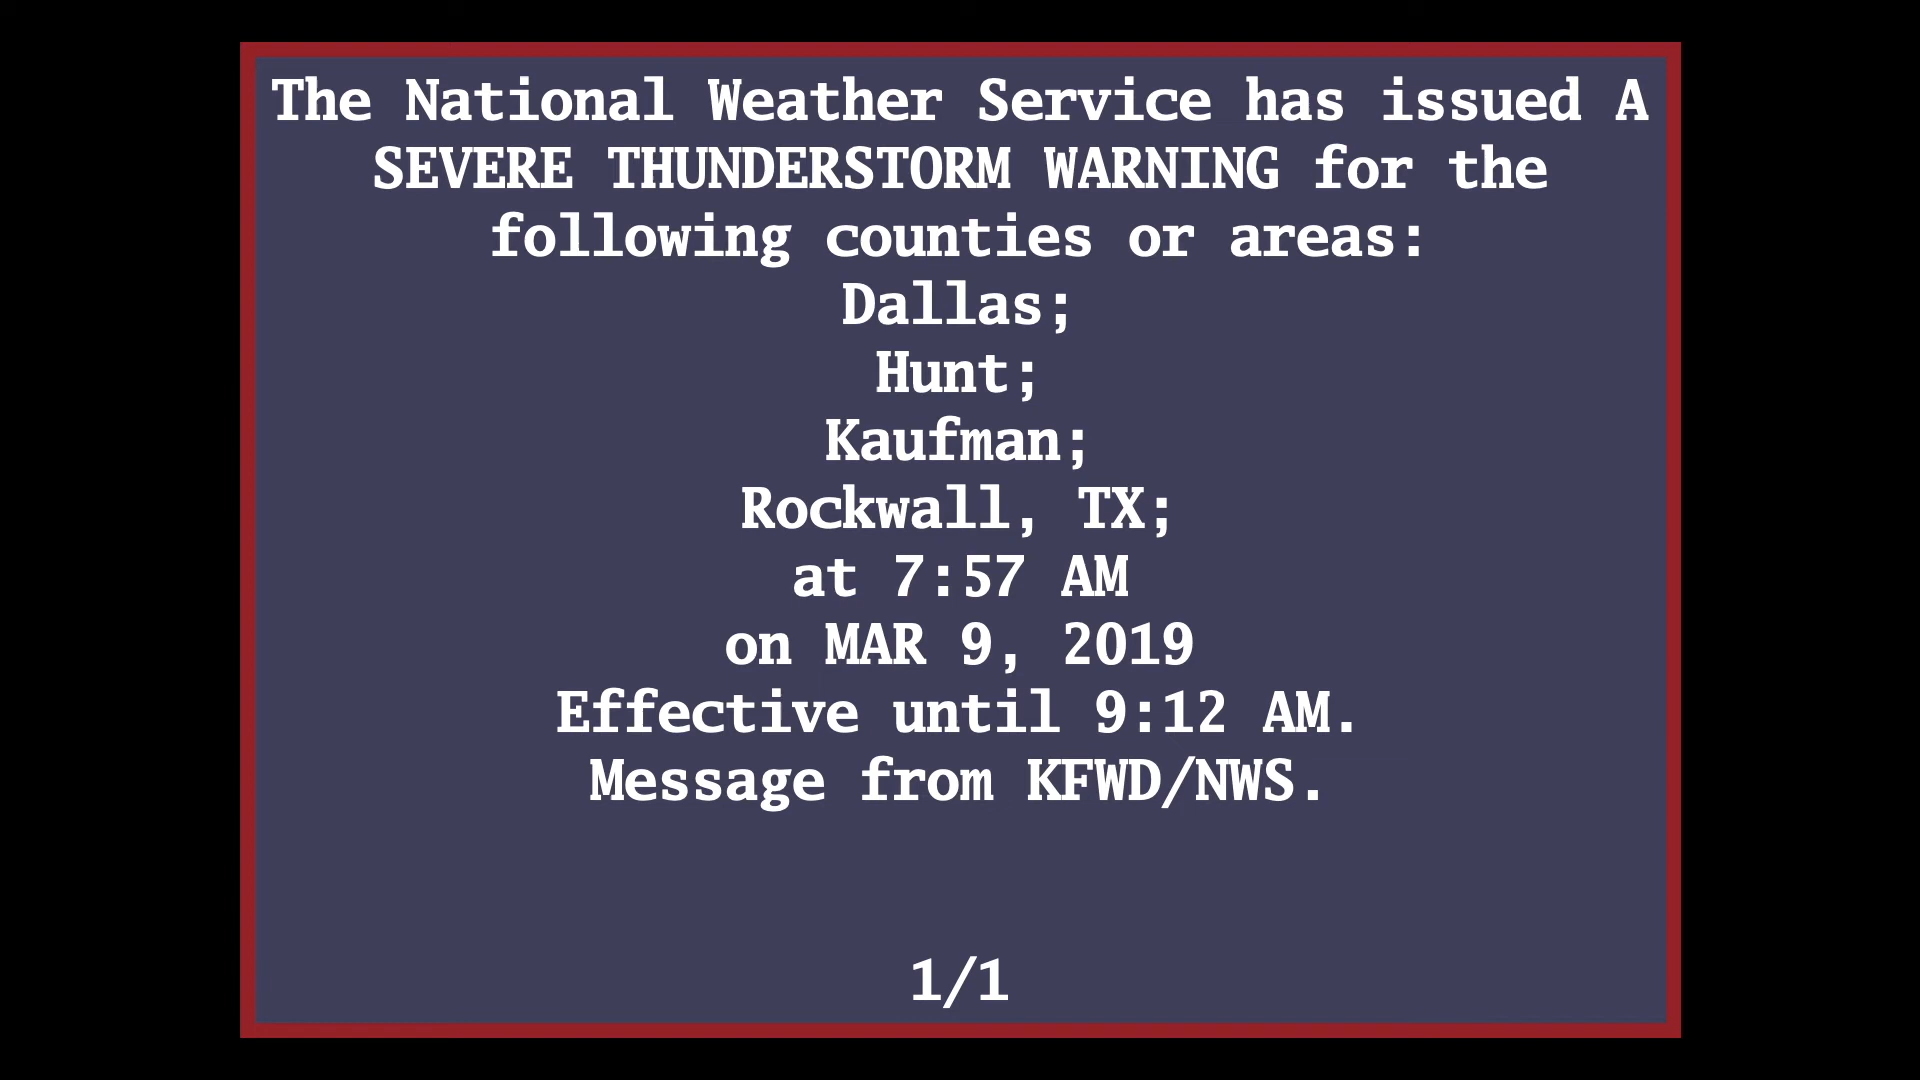 The National Weather Service has issued A
SEVERE THUNDERSTORM WARNING for the
following counties or areas:
Dallas;
Hunt;
Kaufman;
Rockwall, TX;
at 7:57 AM
on MAR 9, 2019
Effective until 9:12 AM.
Message from KFWD/NWS.
1/1